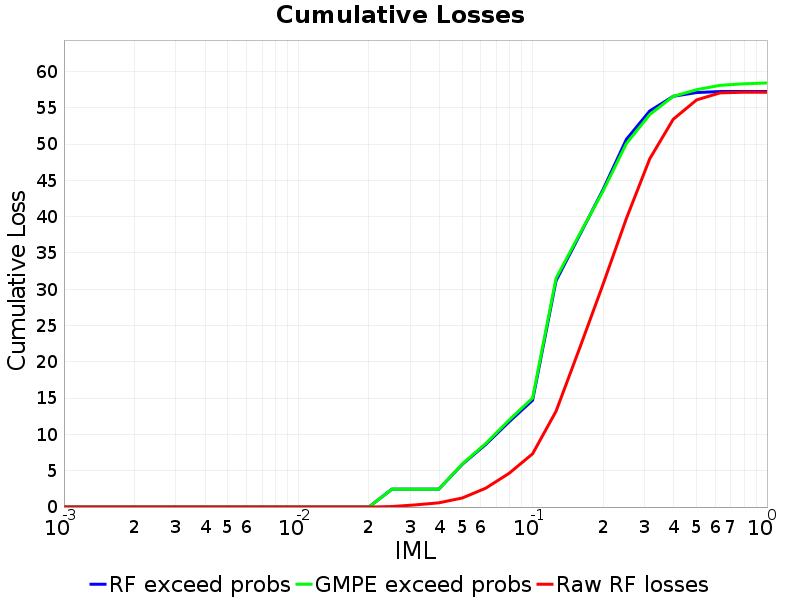 Cumulative Losses
Cumulative Loss
60
55
50
45
40
35
30
25
20
15
10
5
0
10^-3 2 3 4 5 6 10^-2 2 3 4 5 6 10^-1 2 3 4 5 6 7 10^0
IML
RF exceed probs GMPE exceed probs Raw RF losses